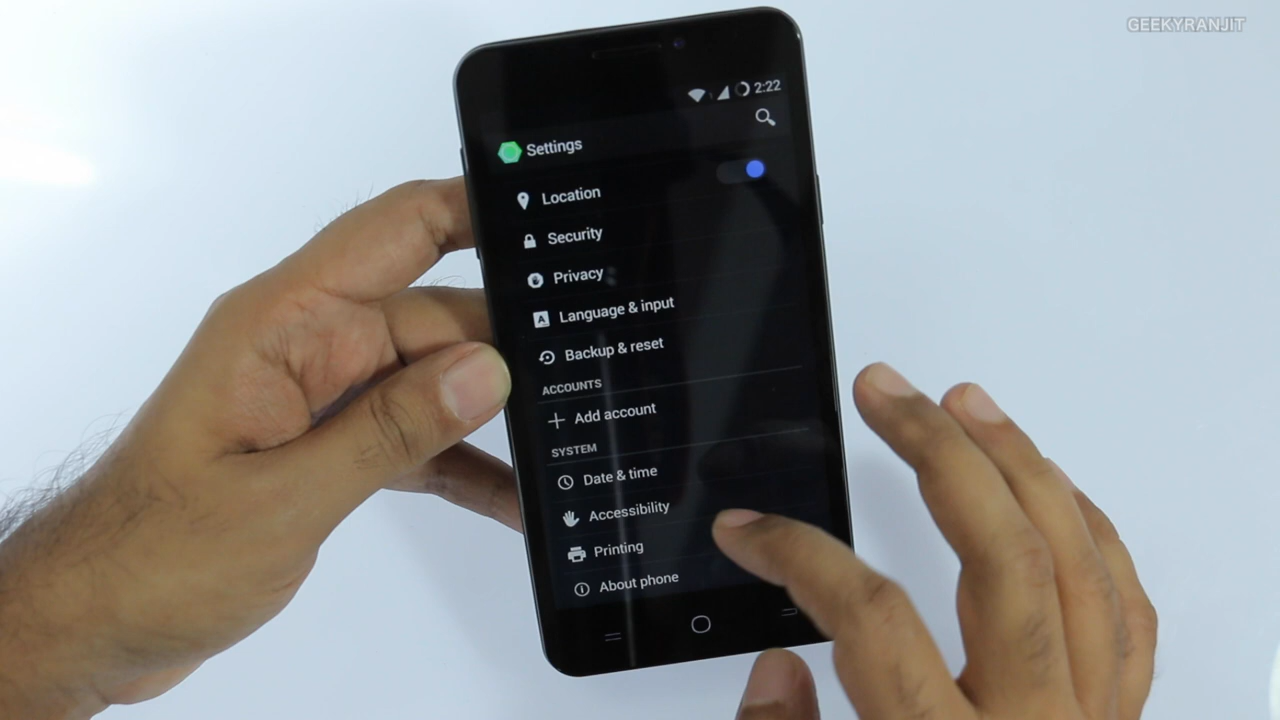 GEEKYRANJIT
2:22
Settings
Location
Security
Privacy
Language & input
Backup & reset
ACCOUNTS
Add account
SYSTEM
Date & time
Accessibility
Printing
About phone